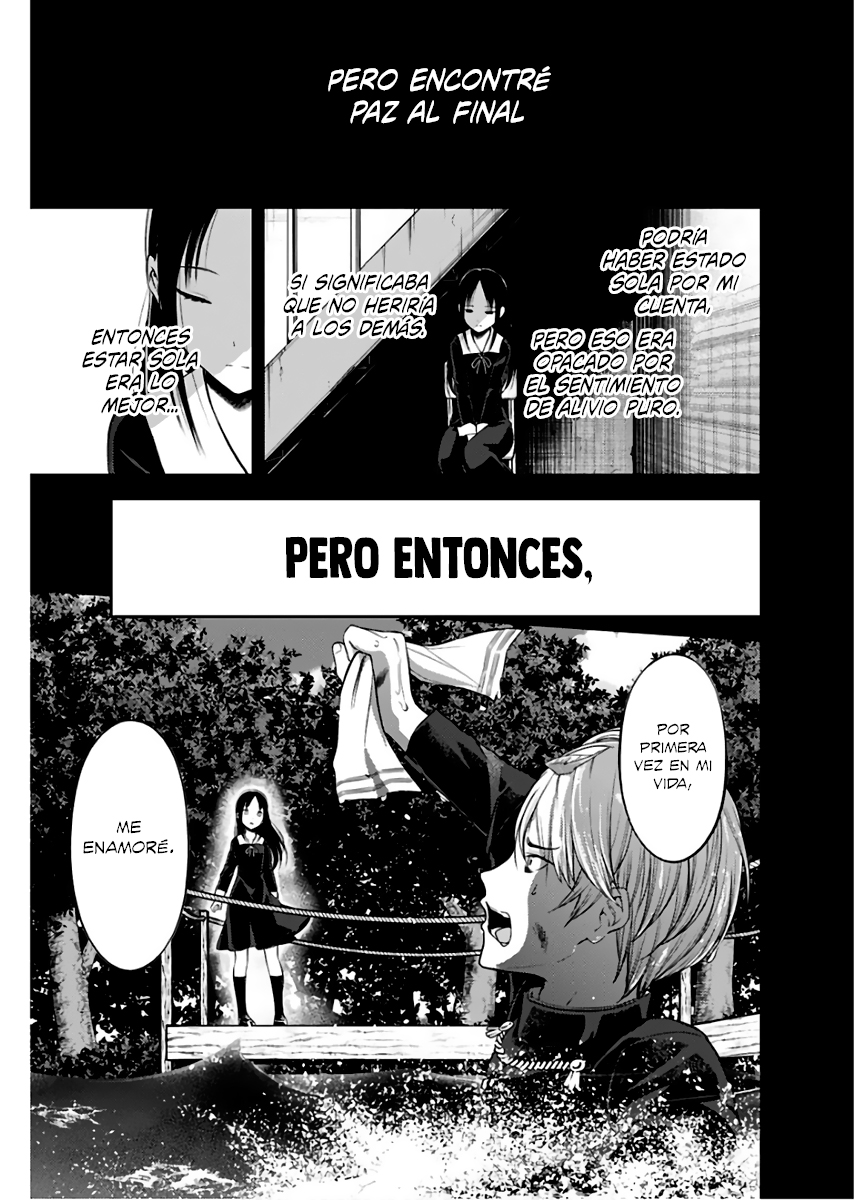 PERO ENCONTRÉ
PAZ AL FINAL
PODRÍA
HABER ESTADO
SOLA POR MI
CUENTA,
PERO ESO ERA
OPACADO POR
EL SENTIMIENTO
DE ALIVIO PURO.
SI SIGNIFICABA
QUE NO HERIRÍA
A LOS DEMÁS.
ENTONCES
ESTAR SOLA
ERA LO
MEJOR...
PERO ENTONCES,
POR
PRIMERA
VEZ EN MI
VIDA,
ME
ENAMORÉ.